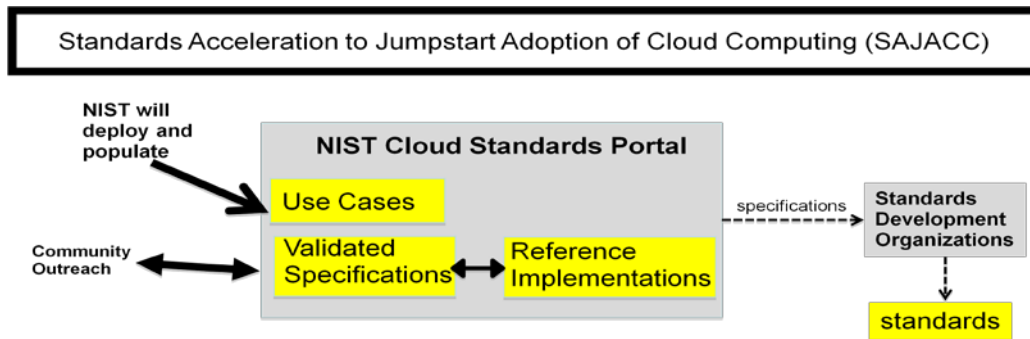 Standards Acceleration to Jumpstart Adoption of Cloud Computing (SAJACC)
NIST will
deploy and
populate
NIST Cloud Standards Portal
Use Cases
Community
Outreach
Validated
Specifications
Reference
Implementations
specifications
Standards
Development
Organizations
standards